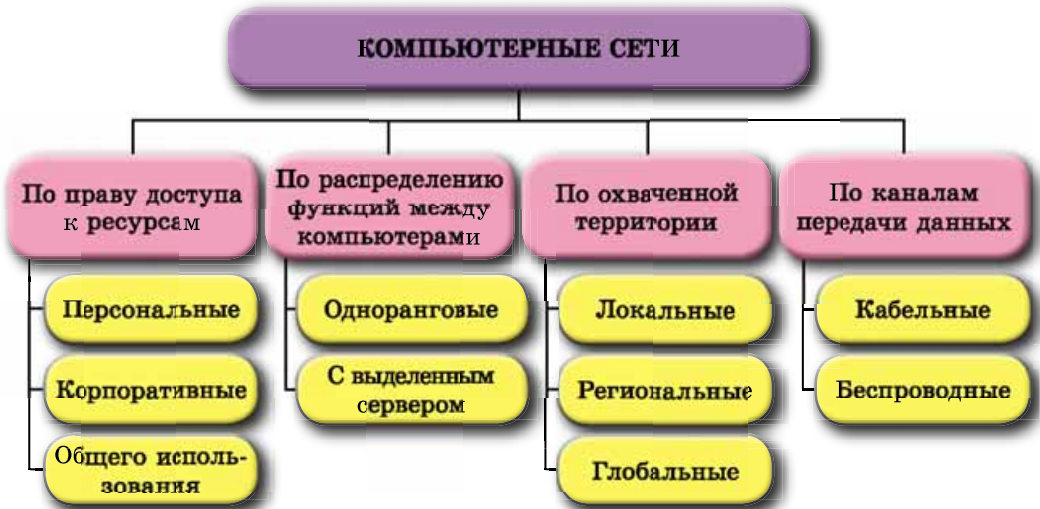 КОМПЬЮТЕРНЫЕ СЕТИ
По праву доступа
к ресурсам
Персональные
Корпоративные
Общего исполь-
зования
По распределению
функций между
компьютерами
Одноранговые
С выделенным
сервером
По охваченной
территории
Локальные
Региональные
Глобальные
По каналам
передачи данных
Кабельные
Беспроводные